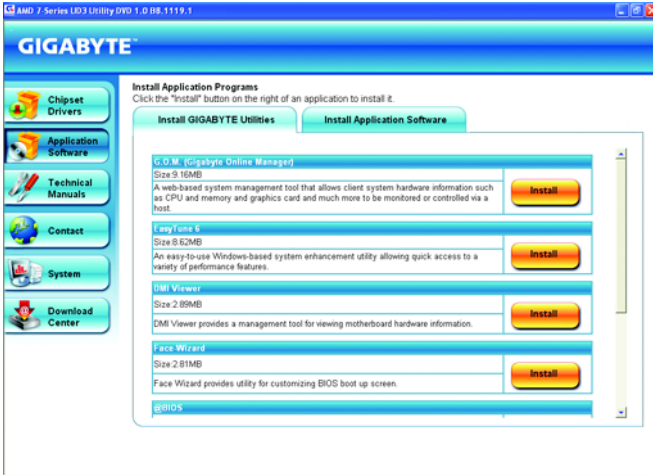 AMD 7-Series UD3 Utility DVD 1.0 B8.1119.1
GIGABYTE™
Chipset
Drivers
Application
Software
Technical
Manuals
Contact
System
Download
Center
Install Application Programs
Click the "Install" button on the right of an application to install it.
Install GIGABYTE Utilities
Install Application Software
G.O.M. (Gigabyte Online Manager)
Size:9.16MB
A web-based system management tool that allows client system hardware information such
as CPU and memory and graphics card and much more to be monitored or controlled via a
host.
Install
EasyTune 6
Size:8.62MB
An easy-to-use Windows-based system enhancement utility allowing quick access to a
variety of performance features.
Install
DMI Viewer
Size:2.89MB
DMI Viewer provides a management tool for viewing motherboard hardware information.
Install
Face-Wizard
Size:2.81MB
Face Wizard provides utility for customizing BIOS boot up screen.
Install
@BIOS